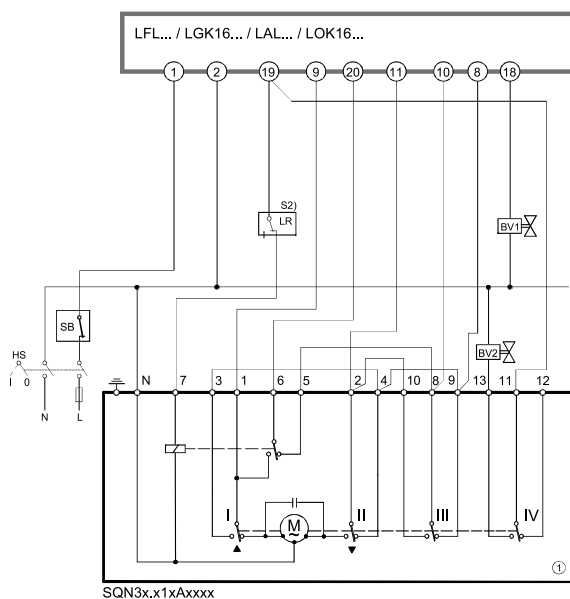 LFL... / LGK16... / LAL... / LOK16...
1 2 19 9 20 11 10 8 18
S2)
LR
BV1
SB
HS
I 0
BV2
N L
N 7 3 1 6 5 2 4 10 8 9 13 11 12
I II III IV
M
~
1
SQN3x.x1xAxxxx